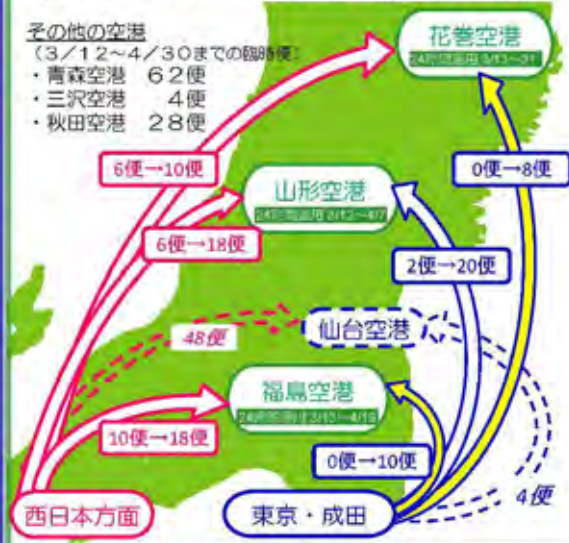 その他の空港
(3/12~4/30までの臨時便)
・青森空港 62便
・三沢空港 4便
・秋田空港 28便
花巻空港
6便→10便
0便→8便
山形空港
6便→18便
2便→20便
48便
仙台空港
福島空港
10便→18便
0便→10便
4便
西日本方面
東京・成田